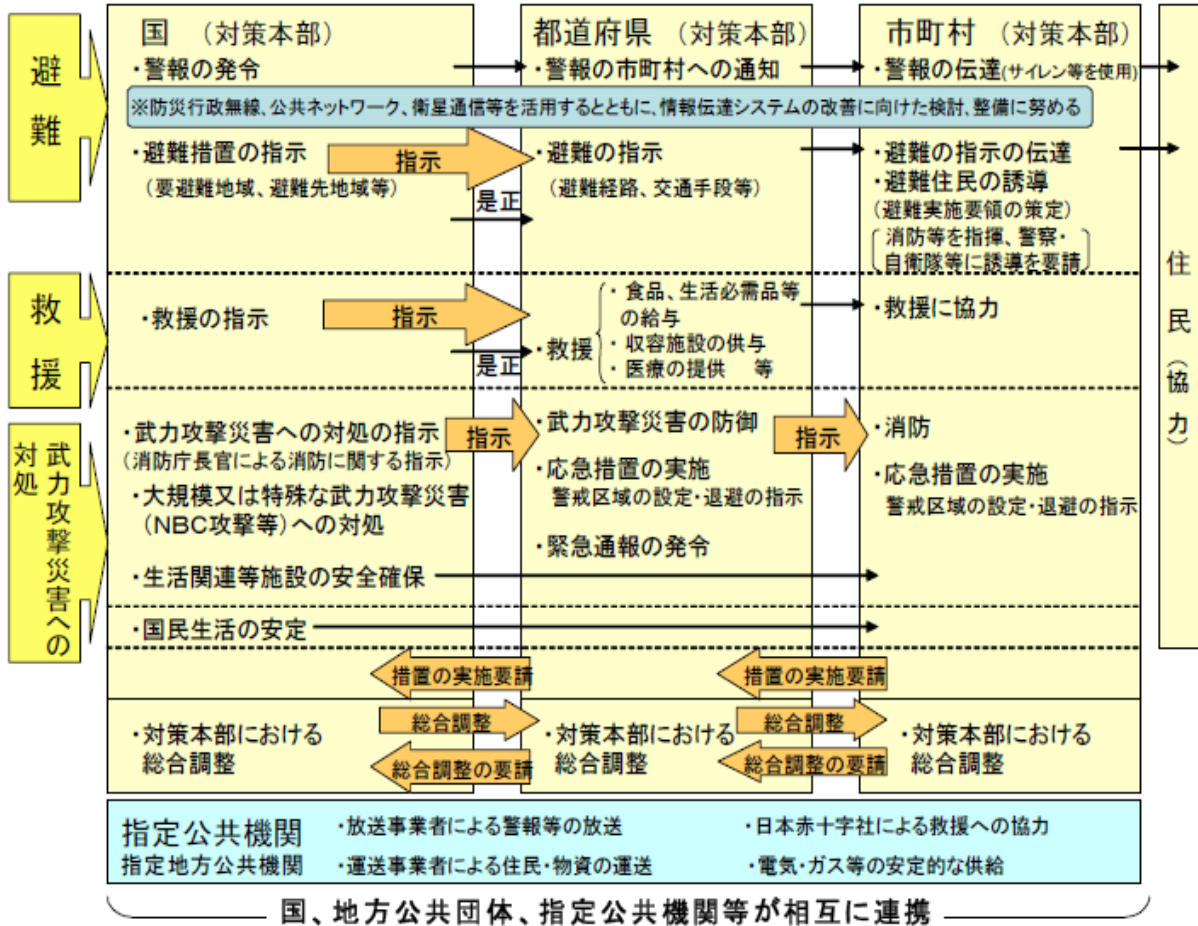 国 (対策本部)
都道府県 (対策本部)
市町村 (対策本部)
避難
・警報の発令
・警報の市町村への通知
・警報の伝達(サイレン等を使用)
※防災行政無線、公共ネットワーク、衛星通信等を活用するとともに、情報伝達システムの改善に向けた検討、整備に努める
・避難措置の指示
(要避難地域、避難先地域等)
指示
是正
・避難の指示
(避難経路、交通手段等)
・避難の指示の伝達
・避難住民の誘導
(避難実施要領の策定)
消防等を指揮、警察・
自衛隊等に誘導を要請
住民(協力)
救援
・救援の指示
指示
是正
・救援
・食品、生活必需品等
の給与
・収容施設の供与
・医療の提供 等
・救援に協力
武力攻撃災害への
対処
・武力攻撃災害への対処の指示
(消防庁長官による消防に関する指示)
・大規模又は特殊な武力攻撃災害
(NBC攻撃等)への対処
・生活関連等施設の安全確保
指示
・武力攻撃災害の防御
・応急措置の実施
警戒区域の設定・退避の指示
・緊急通報の発令
指示
・消防
・応急措置の実施
警戒区域の設定・退避の指示
・国民生活の安定
措置の実施要請
措置の実施要請
・対策本部における
総合調整
総合調整
総合調整の要請
・対策本部における
総合調整
総合調整
総合調整の要請
・対策本部における
総合調整
指定公共機関
指定地方公共機関
・放送事業者による警報等の放送
・日本赤十字社による救援への協力
・運送事業者による住民・物資の運送
・電気・ガス等の安定的な供給
国、地方公共団体、指定公共機関等が相互に連携